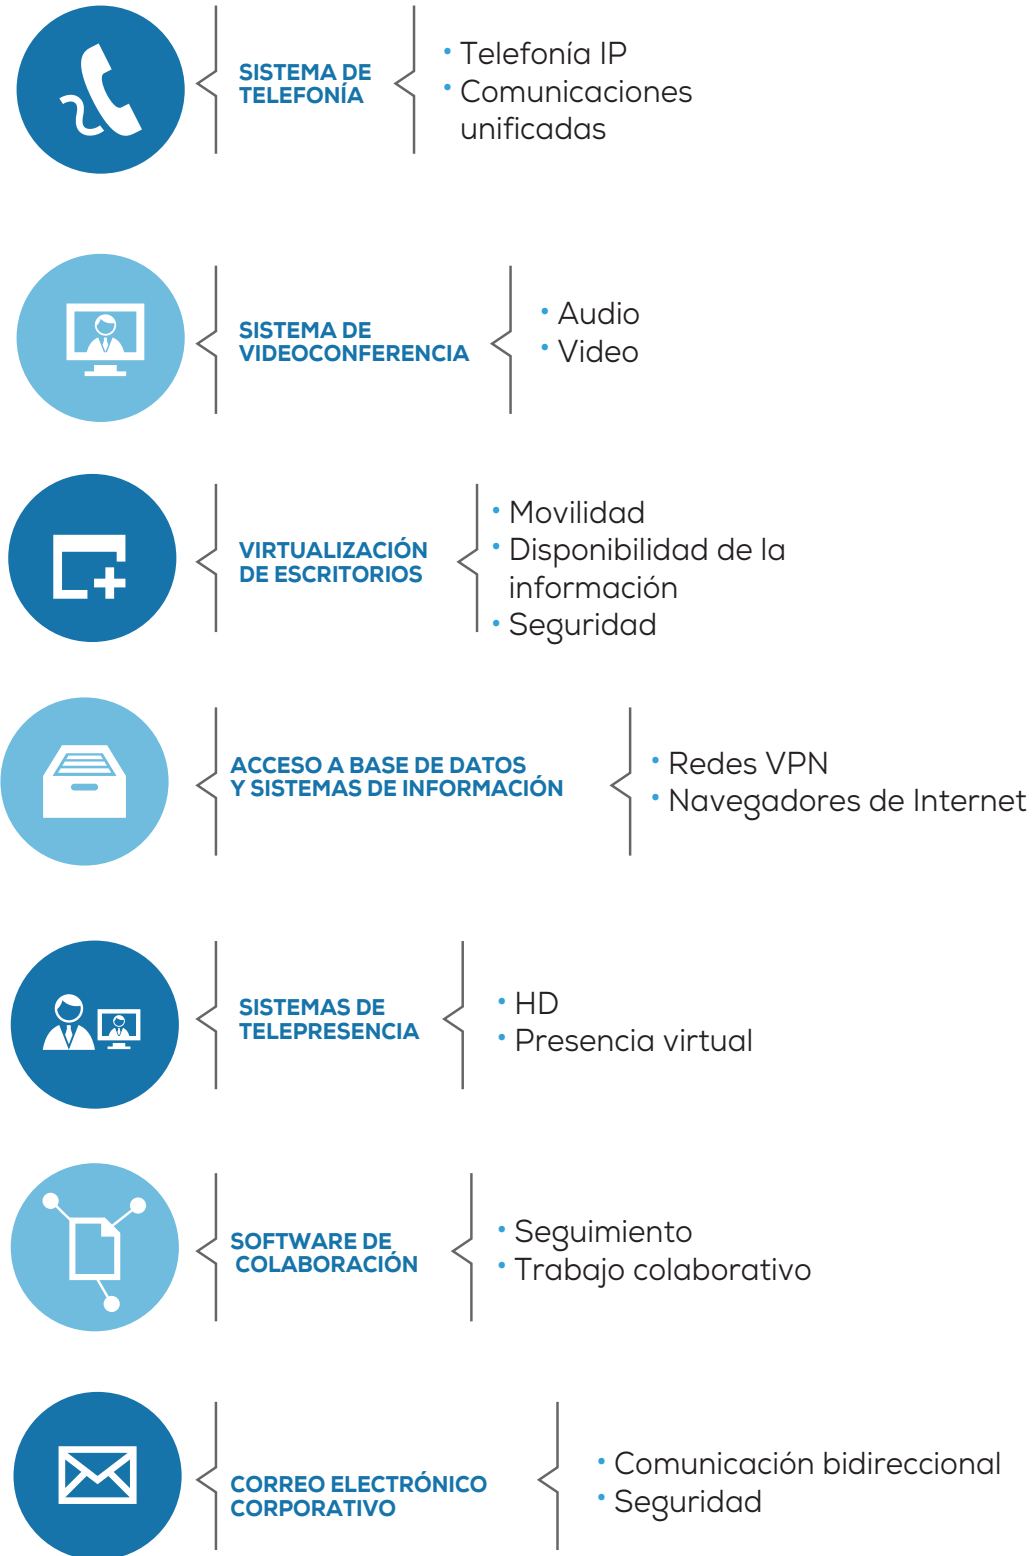 SISTEMA DE
TELEFONÍA
• Telefonía IP
• Comunicaciones
unificadas
SISTEMA DE
VIDEOCONFERENCIA
• Audio
• Video
VIRTUALIZACIÓN
DE ESCRITORIOS
• Movilidad
• Disponibilidad de la
información
• Seguridad
ACCESO A BASE DE DATOS
Y SISTEMAS DE INFORMACIÓN
• Redes VPN
• Navegadores de Internet
SISTEMAS DE
TELEPRESENCIA
• HD
• Presencia virtual
SOFTWARE DE
COLABORACIÓN
• Seguimiento
• Trabajo colaborativo
CORREO ELECTRÓNICO
CORPORATIVO
• Comunicación bidireccional
• Seguridad